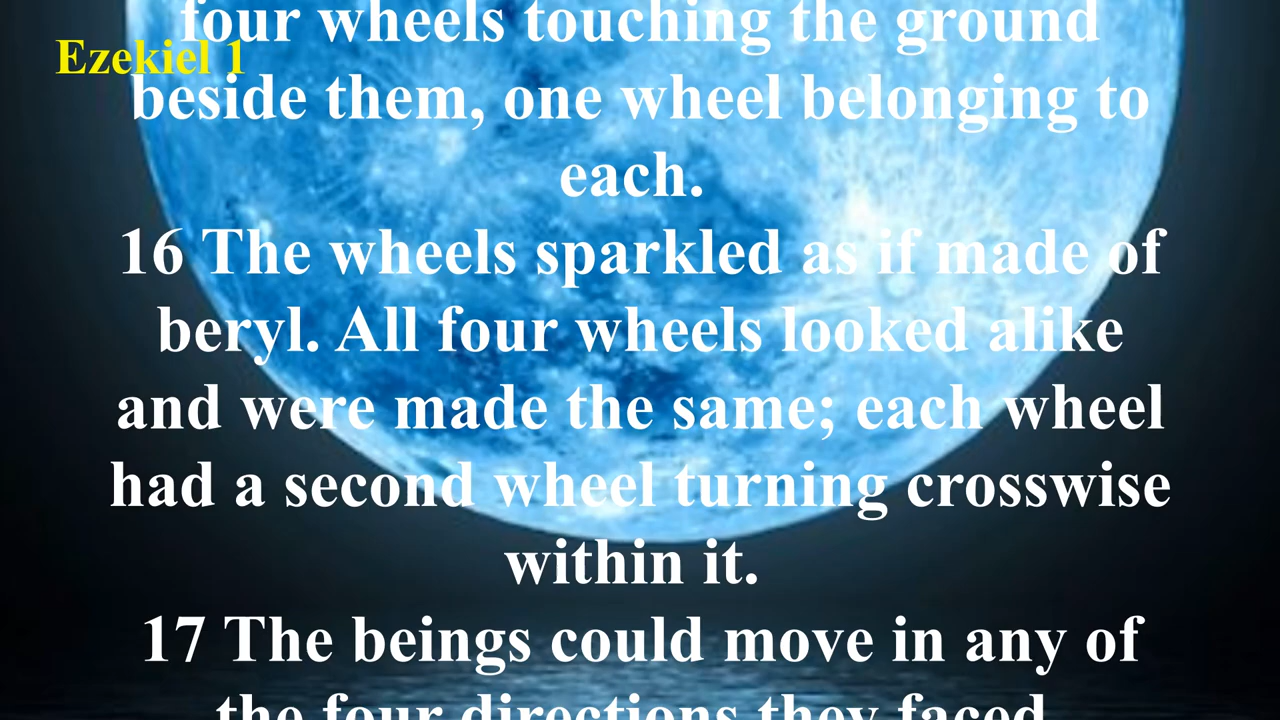 four wheels touching the ground
Ezekiel 1
beside them, one wheel belonging to
each.
16 The wheels sparkled as if made of
beryl. All four wheels looked alike
and were made the same; each wheel
had a second wheel turning crosswise
within it.
17 The beings could move in any of
the four directions they faced